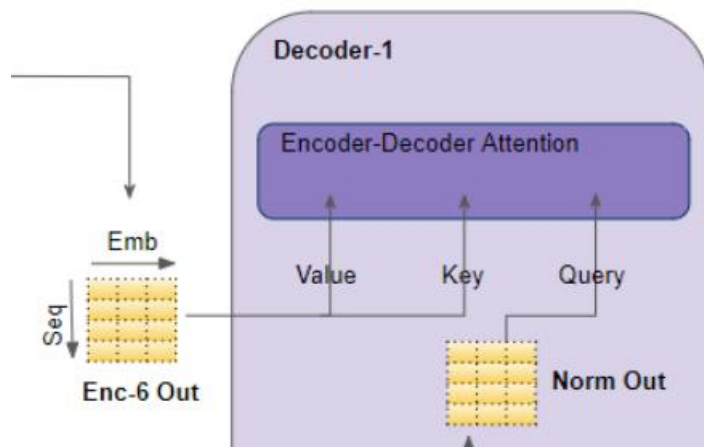 Decoder-1
Encoder-Decoder Attention
Emb
Value Key Query
Seq
Enc-6 Out
Norm Out